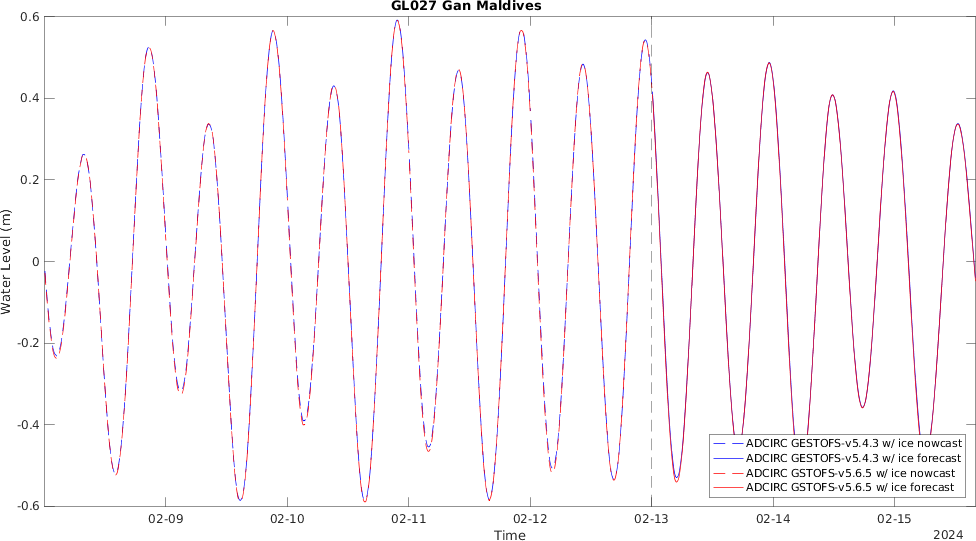 GL027 Gan Maldives
0.6
0.4
0.2
0
-0.2
-0.4
-0.6
Water Level (m)
ADCIRC GESTOFS-v5.4.3 w/ ice nowcast
ADCIRC GESTOFS-v5.4.3 w/ ice forecast
ADCIRC GSTOFS-v5.6.5 w/ ice nowcast
ADCIRC GSTOFS-v5.6.5 w/ ice forecast
02-09 02-10 02-11 02-12 02-13 02-14 02-15
Time
2024